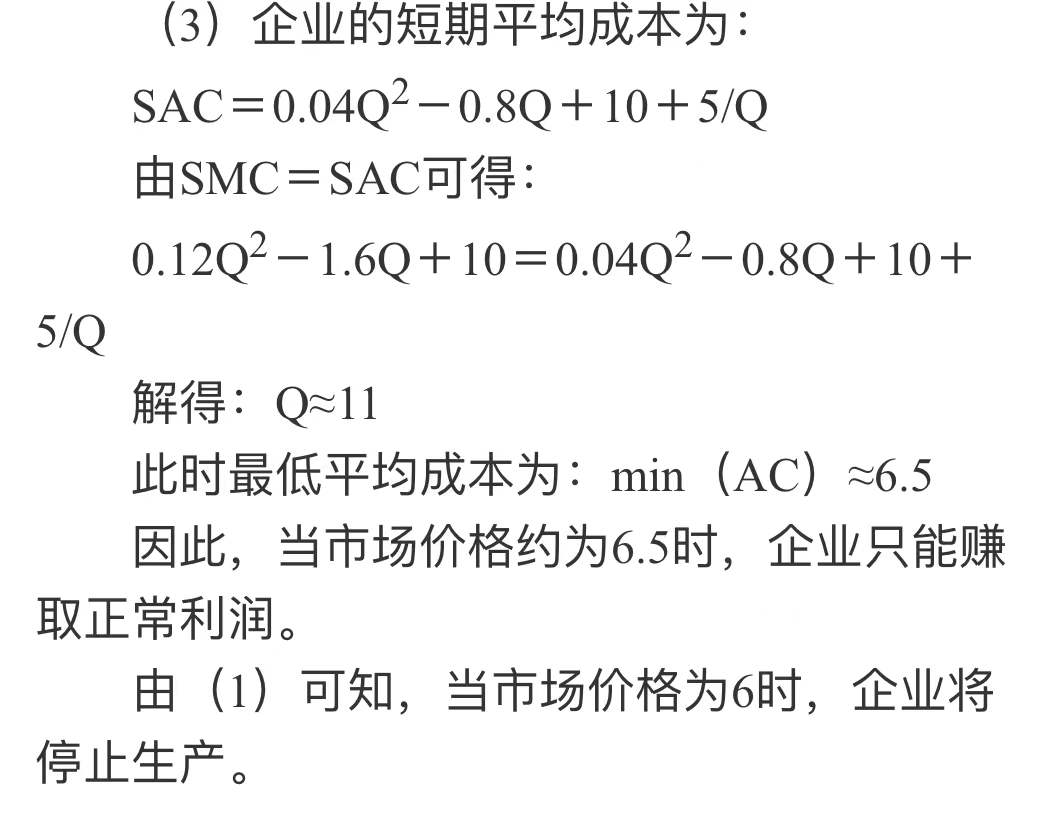 （3）企业的短期平均成本为：
SAC＝0.04Q²－0.8Q＋10＋5/Q
由SMC＝SAC可得：
0.12Q²－1.6Q＋10＝0.04Q²－0.8Q＋10＋
5/Q
解得：Q≈11
此时最低平均成本为：min（AC）≈6.5
因此，当市场价格约为6.5时，企业只能赚
取正常利润。
由（1）可知，当市场价格为6时，企业将
停止生产。